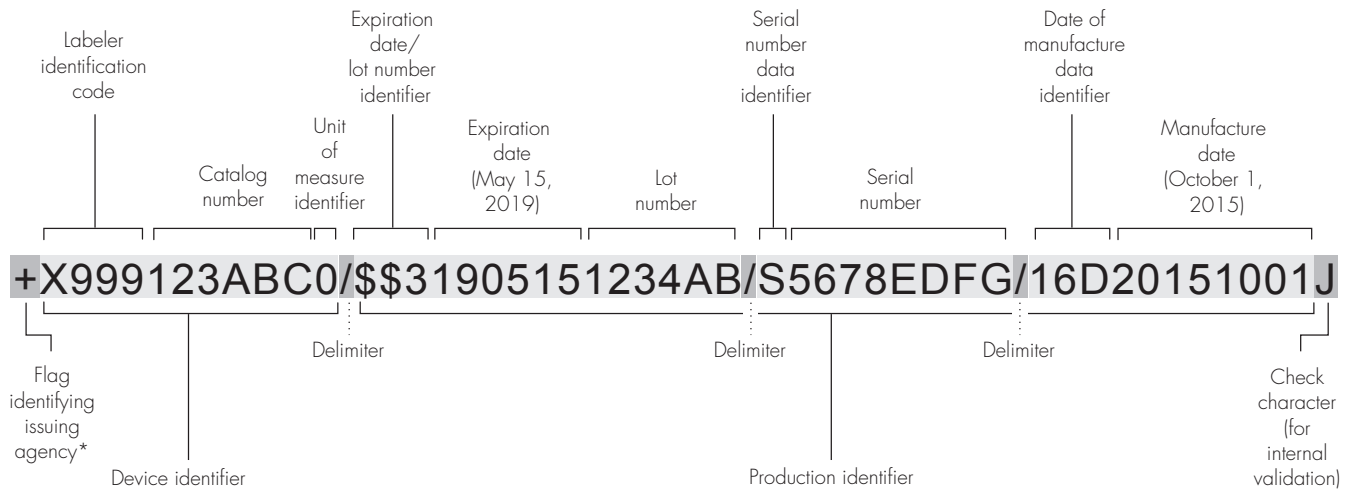 Labeler
identification
code
Expiration
date/
lot number
identifier
Serial
number
data
identifier
Date of
manufacture
data
identifier
Catalog
number
Unit
of
measure
identifier
Expiration
date
(May 15,
2019)
Lot
number
Serial
number
Manufacture
date
(October 1,
2015)
+X999123ABC0/$$31905151234AB/S5678EDFG/16D20151001J
Flag
identifying
issuing
agency*
Device identifier
Delimiter
Delimiter
Delimiter
Production identifier
Check
character
(for
internal
validation)